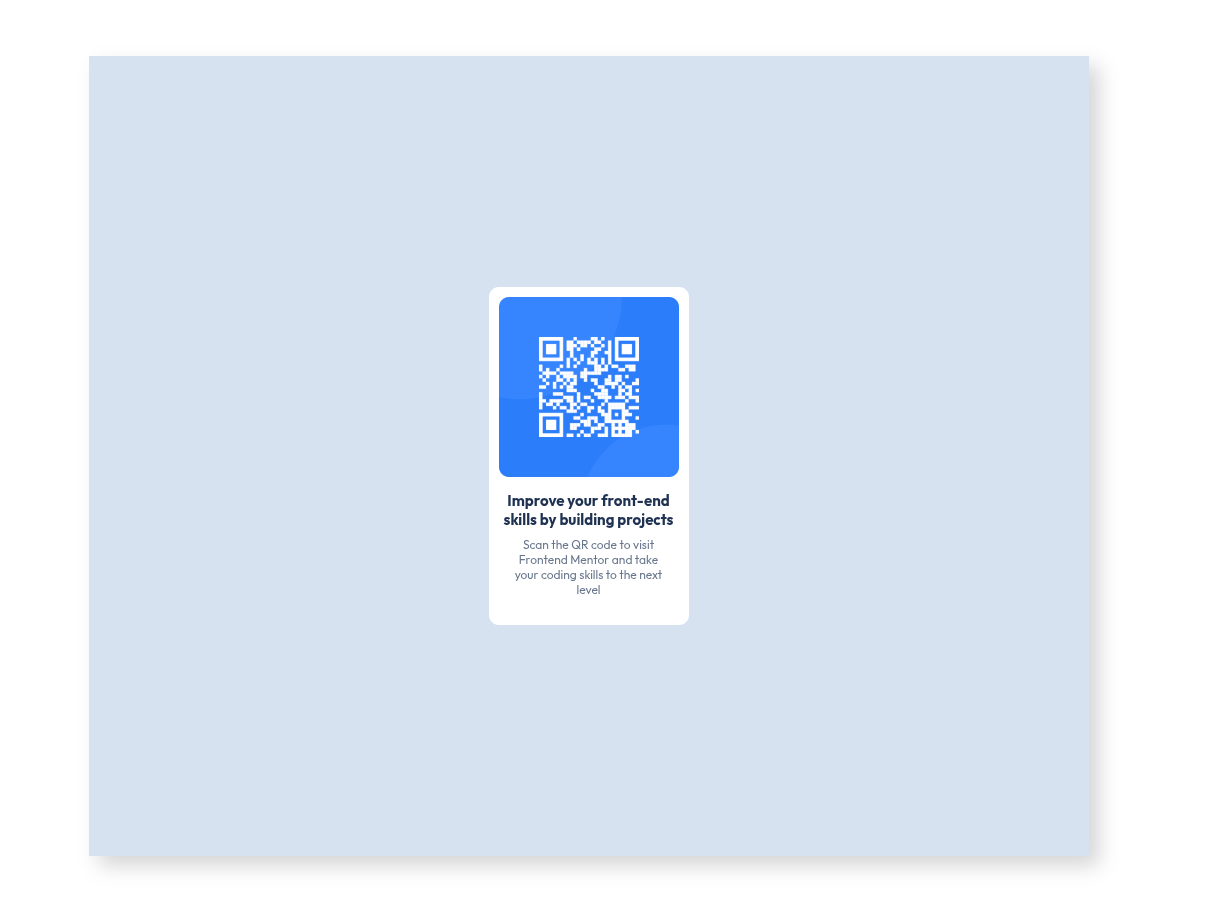 Improve your front-end
skills by building projects
Scan the QR code to visit
Frontend Mentor and take
your coding skills to the next
level